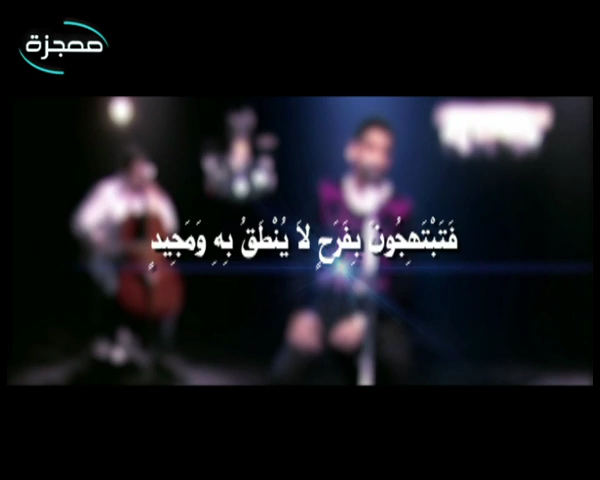 معجزة
فَتَبْتَهِجُونَ بِفَرَحٍ لاَ يُنْطَقُ بِهِ وَمَجِيدٍ